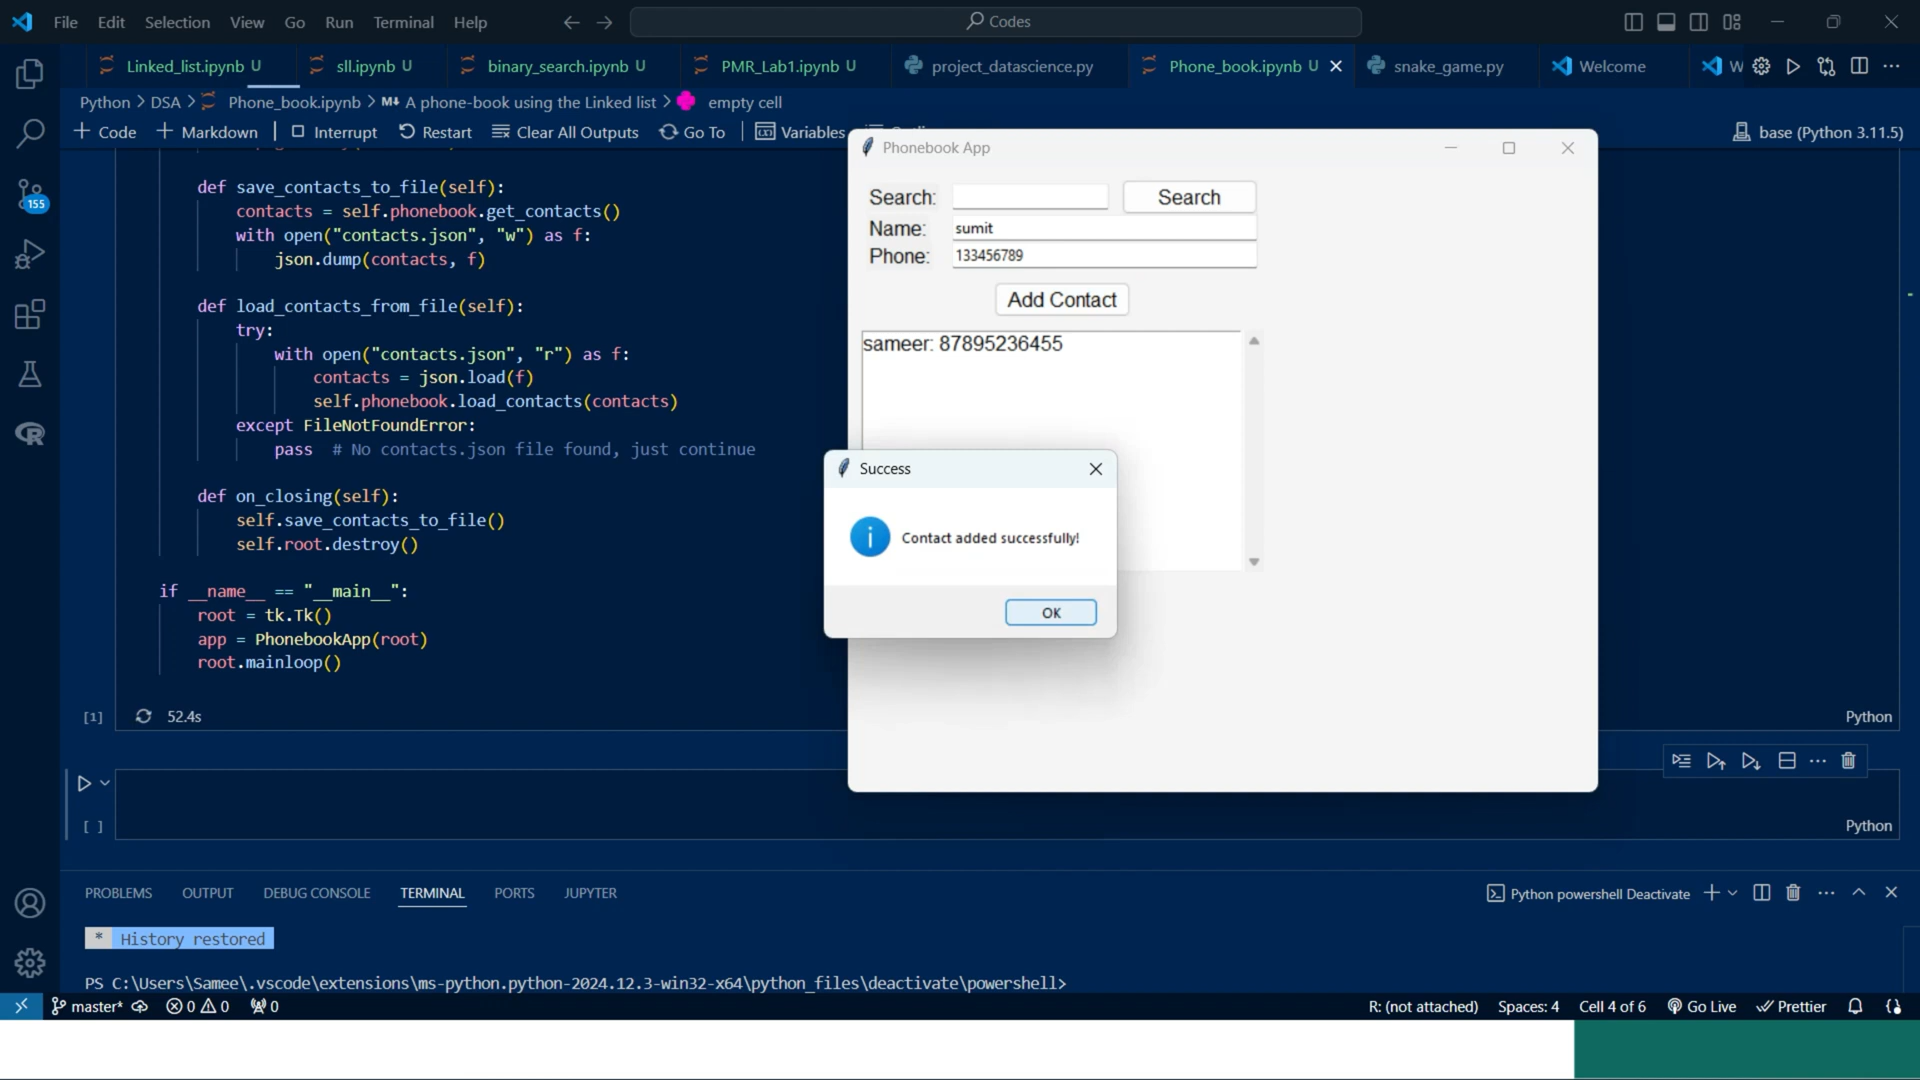 File Edit Selection View Go Run Terminal Help
Codes
Linked_list.ipynb U sll.ipynb U binary_search.ipynb U PMR_Lab1.ipynb U project_datascience.py Phone_book.ipynb U snake_game.py Welcome W
Python > DSA > Phone_book.ipynb > M↓ A phone-book using the Linked list > empty cell
+ Code + Markdown | Interrupt Restart Clear All Outputs Go To | Variables
base (Python 3.11.5)
155
def save_contacts_to_file(self):
contacts = self.phonebook.get_contacts()
with open("contacts.json", "w") as f:
json.dump(contacts, f)
def load_contacts_from_file(self):
try:
with open("contacts.json", "r") as f:
contacts = json.load(f)
self.phonebook.load_contacts(contacts)
except FileNotFoundError:
pass # No contacts.json file found, just continue
def on_closing(self):
self.save_contacts_to_file()
self.root.destroy()
if __name__ == "__main__":
root = tk.Tk()
app = PhonebookApp(root)
root.mainloop()
[1] 52.4s
Python
[ ]
Python
Phonebook App
Search: Search
Name: sumit
Phone: 133456789
Add Contact
sameer: 87895236455
Success
i Contact added successfully!
OK
PROBLEMS OUTPUT DEBUG CONSOLE TERMINAL PORTS JUPYTER
Python powershell Deactivate
* History restored
PS C:\Users\Samee\.vscode\extensions\ms-python.python-2024.12.3-win32-x64\python_files\deactivate\powershell>
master* 0 0 0
R: (not attached) Spaces: 4 Cell 4 of 6 Go Live Prettier